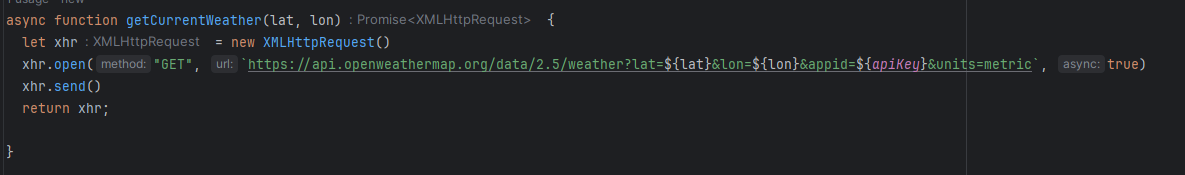 async function getCurrentWeather(lat, lon) : Promise<XMLHttpRequest> {
let xhr : XMLHttpRequest = new XMLHttpRequest()
xhr.open( method: "GET", url: `https://api.openweathermap.org/data/2.5/weather?lat=${lat}&lon=${lon}&appid=${apiKey}&units=metric`, async: true)
xhr.send()
return xhr;
}